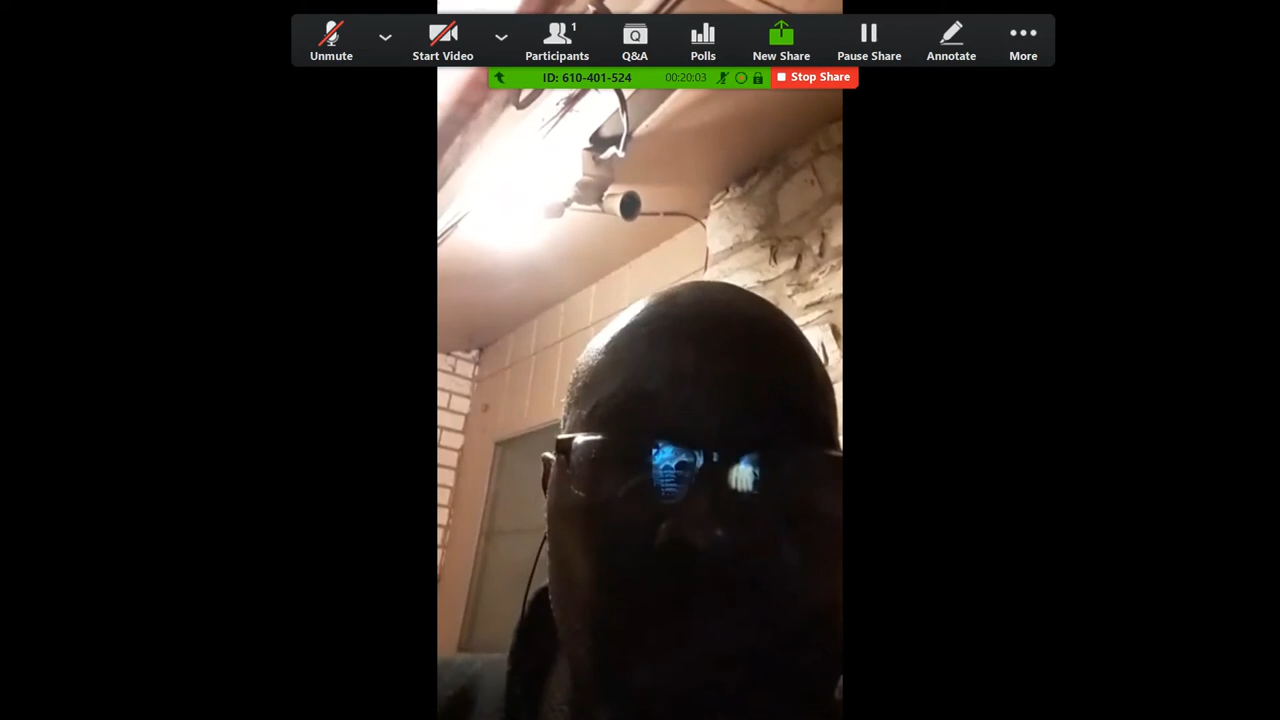 Unmute
Start Video
Participants 1
Q&A
Polls
New Share
Pause Share
Annotate
More
ID: 610-401-524
00:20:03
Stop Share